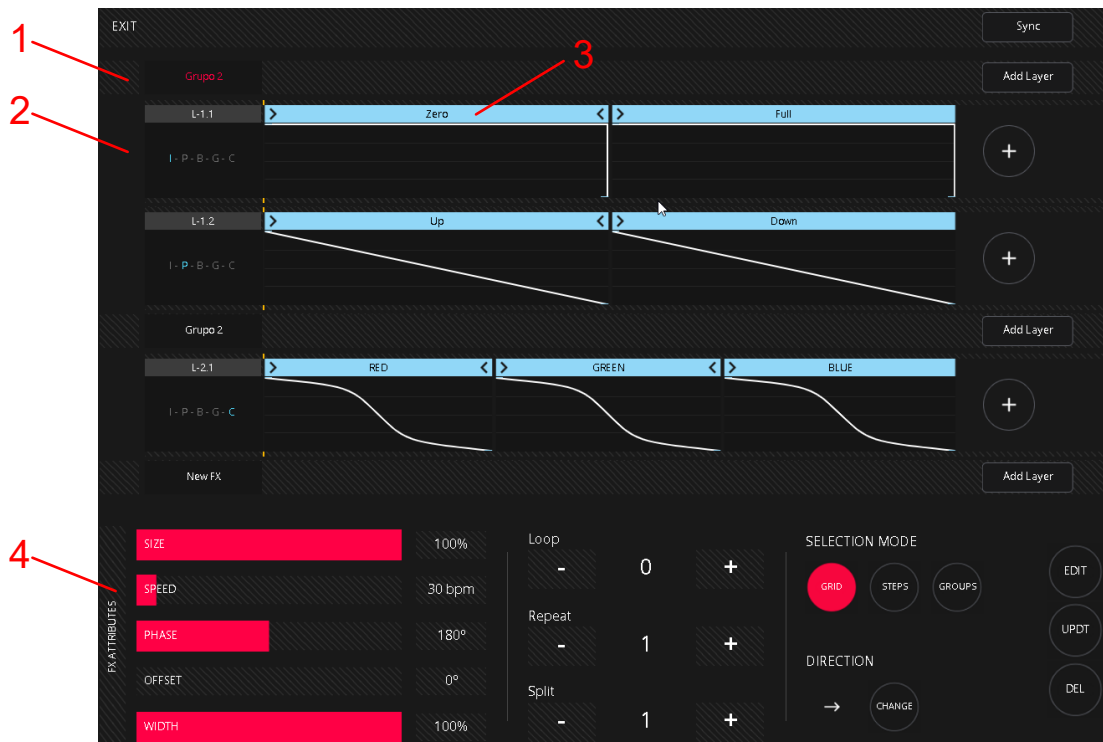 EXIT
Sync
1
3
Grupo 2
Add Layer
2
L-1.1
> Zero < > Full
I - P - B - G - C
+
L-1.2
> Up < > Down
I - P - B - G - C
+
Grupo 2
Add Layer
L-2.1
> RED < > GREEN < > BLUE
I - P - B - G - C
+
New FX
Add Layer
4
FX ATTRIBUTES
SIZE 100%
SPEED 30 bpm
PHASE 180º
OFFSET 0º
WIDTH 100%
Loop
- 0 +
Repeat
- 1 +
Split
- 1 +
SELECTION MODE
GRID STEPS GROUPS
DIRECTION
→ CHANGE
EDIT
UPDT
DEL